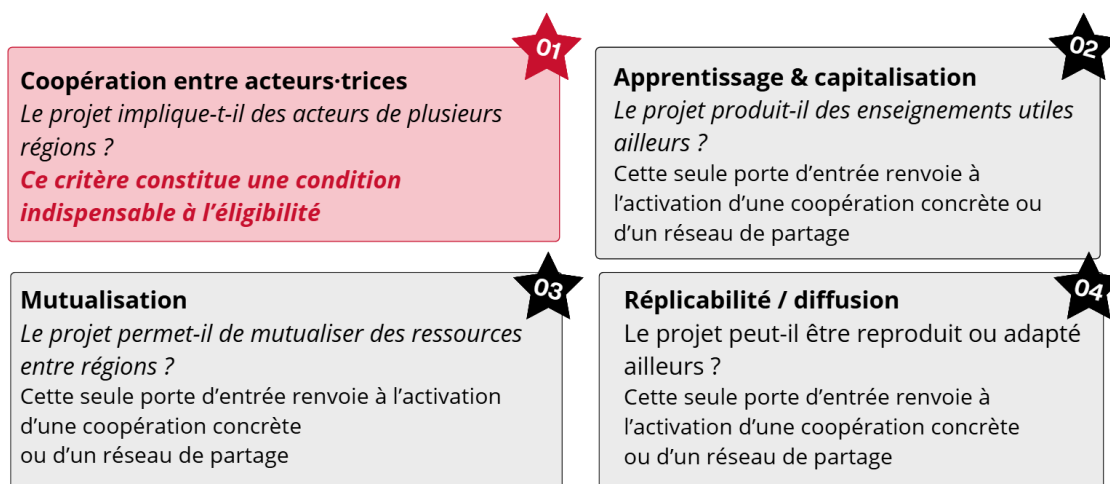 01
Coopération entre acteurs·trices
Le projet implique-t-il des acteurs de plusieurs
régions ?
Ce critère constitue une condition
indispensable à l’éligibilité
02
Apprentissage & capitalisation
Le projet produit-il des enseignements utiles
ailleurs ?
Cette seule porte d’entrée renvoie à
l’activation d’une coopération concrète ou
d’un réseau de partage
03
Mutualisation
Le projet permet-il de mutualiser des ressources
entre régions ?
Cette seule porte d’entrée renvoie à l’activation
d’une coopération concrète
ou d’un réseau de partage
04
Réplicabilité / diffusion
Le projet peut-il être reproduit ou adapté
ailleurs ?
Cette seule porte d’entrée renvoie à
l’activation d’une coopération concrète
ou d’un réseau de partage